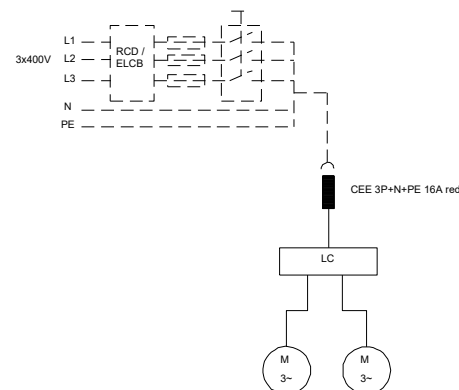 L1
3x400V
L2
L3
RCD /
ELCB
N
PE
CEE 3P+N+PE 16A red
LC
M
3~
M
3~